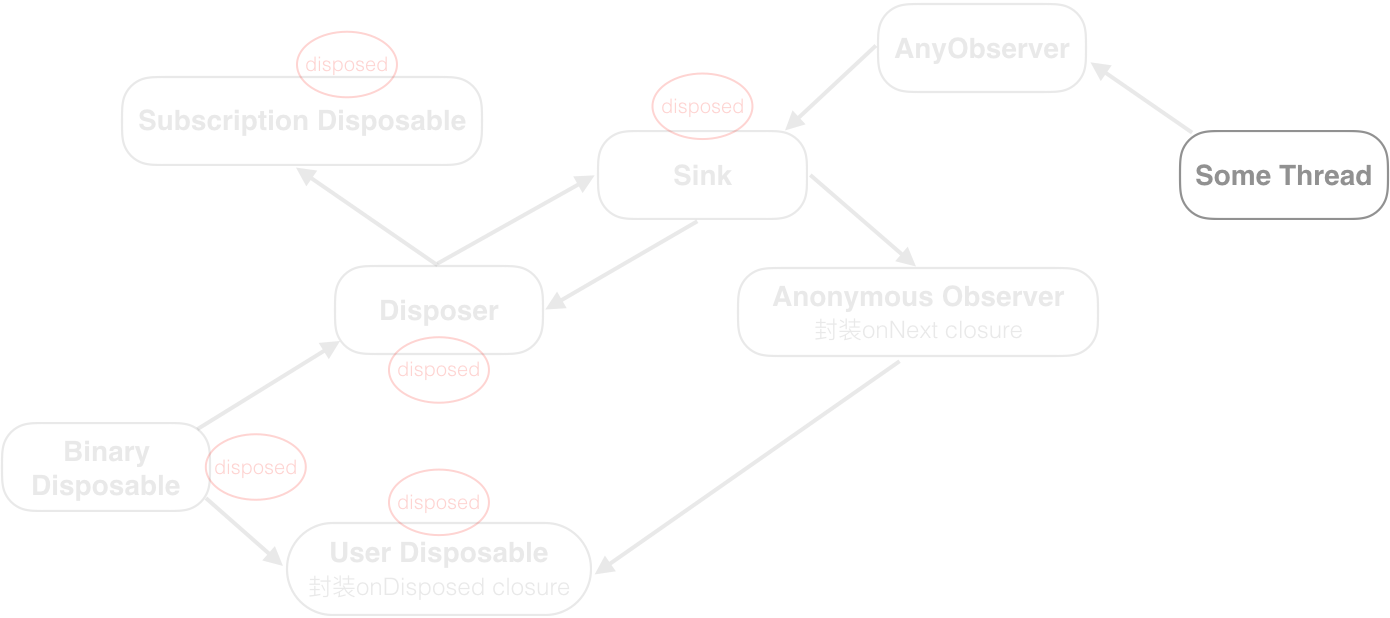 AnyObserver
disposed
Subscription Disposable
disposed
Sink
Some Thread
Disposer
disposed
Anonymous Observer
封装onNext closure
Binary
Disposable
disposed
disposed
User Disposable
封装onDisposed closure